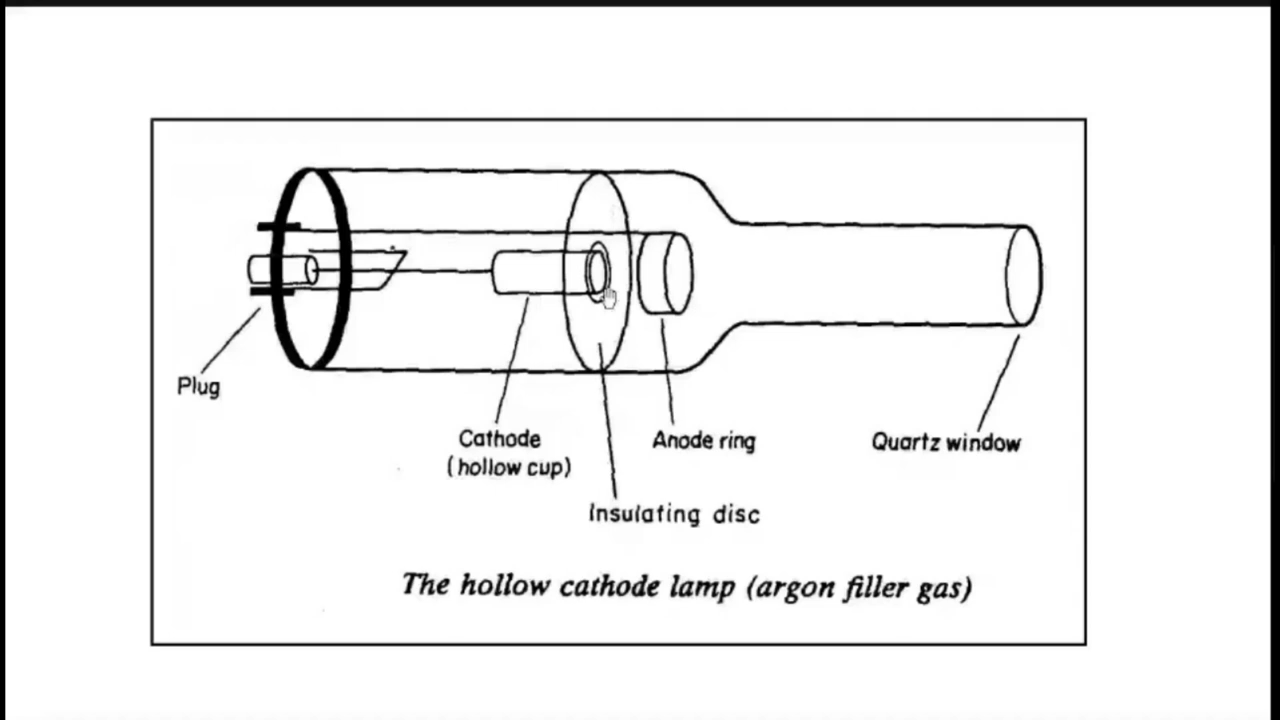 Plug
Cathode
(hollow cup)
Anode ring
Quartz window
Insulating disc
The hollow cathode lamp (argon filler gas)